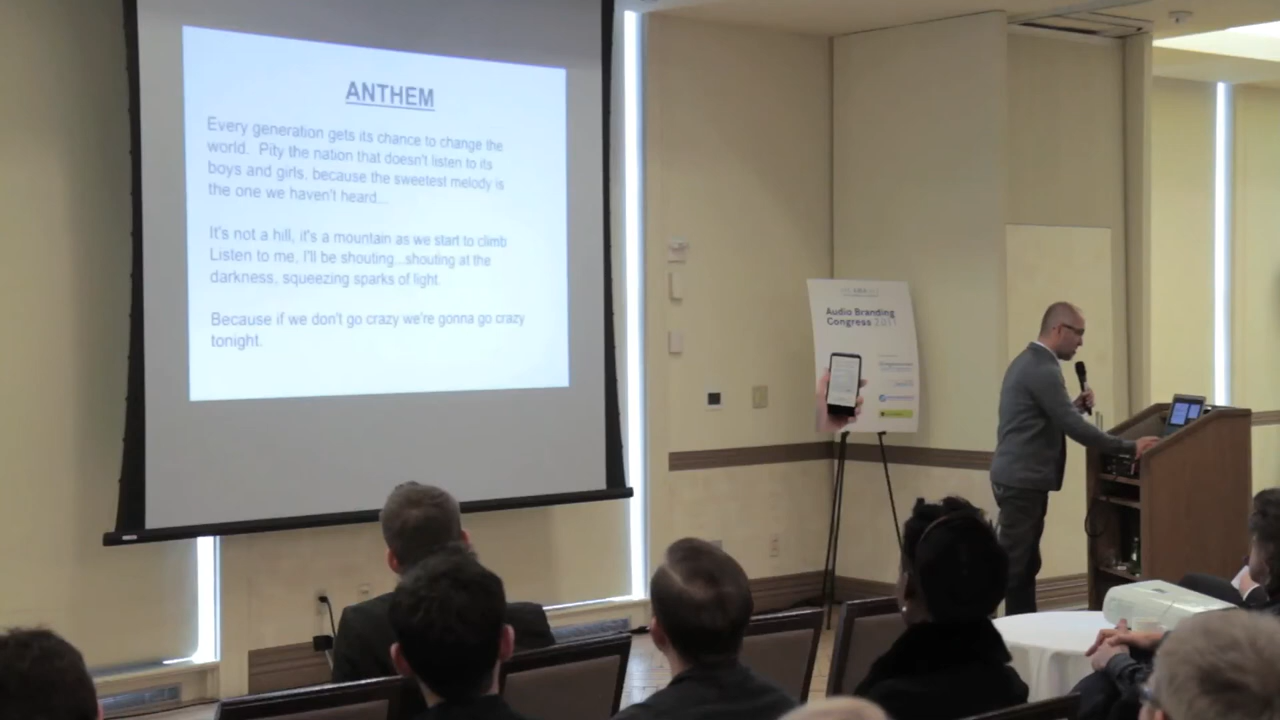 ANTHEM
Every generation gets its chance to change the
world. Pity the nation that doesn't listen to its
boys and girls, because the sweetest melody is
the one we haven't heard...
It's not a hill, it's a mountain as we start to climb
Listen to me, I'll be shouting...shouting at the
darkness, squeezing sparks of light.
Because if we don't go crazy we're gonna go crazy
tonight.
Audio Branding
Congress 2011